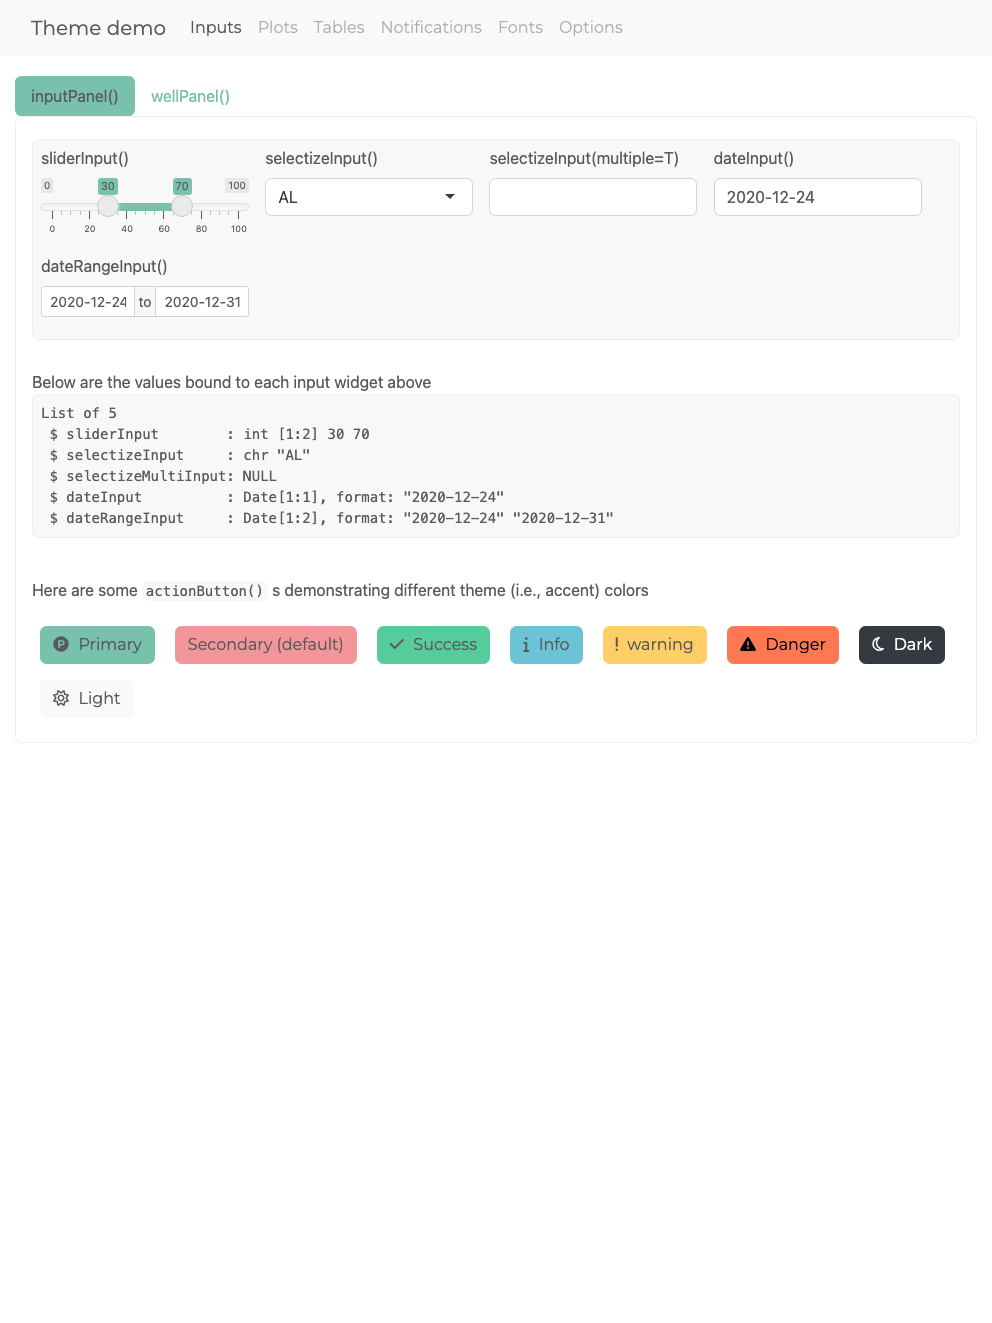 Theme demo Inputs Plots Tables Notifications Fonts Options
inputPanel() wellPanel()
sliderInput() selectizeInput() selectizeInput(multiple=T) dateInput()
0 30 70 100
AL 2020-12-24
0 20 40 60 80 100
dateRangeInput()
2020-12-24 to 2020-12-31
Below are the values bound to each input widget above
List of 5
 $ sliderInput        : int [1:2] 30 70
 $ selectizeInput     : chr "AL"
 $ selectizeMultiInput: NULL
 $ dateInput          : Date[1:1], format: "2020-12-24"
 $ dateRangeInput     : Date[1:2], format: "2020-12-24" "2020-12-31"
Here are some actionButton() s demonstrating different theme (i.e., accent) colors
Primary Secondary (default) Success Info warning Danger Dark
Light